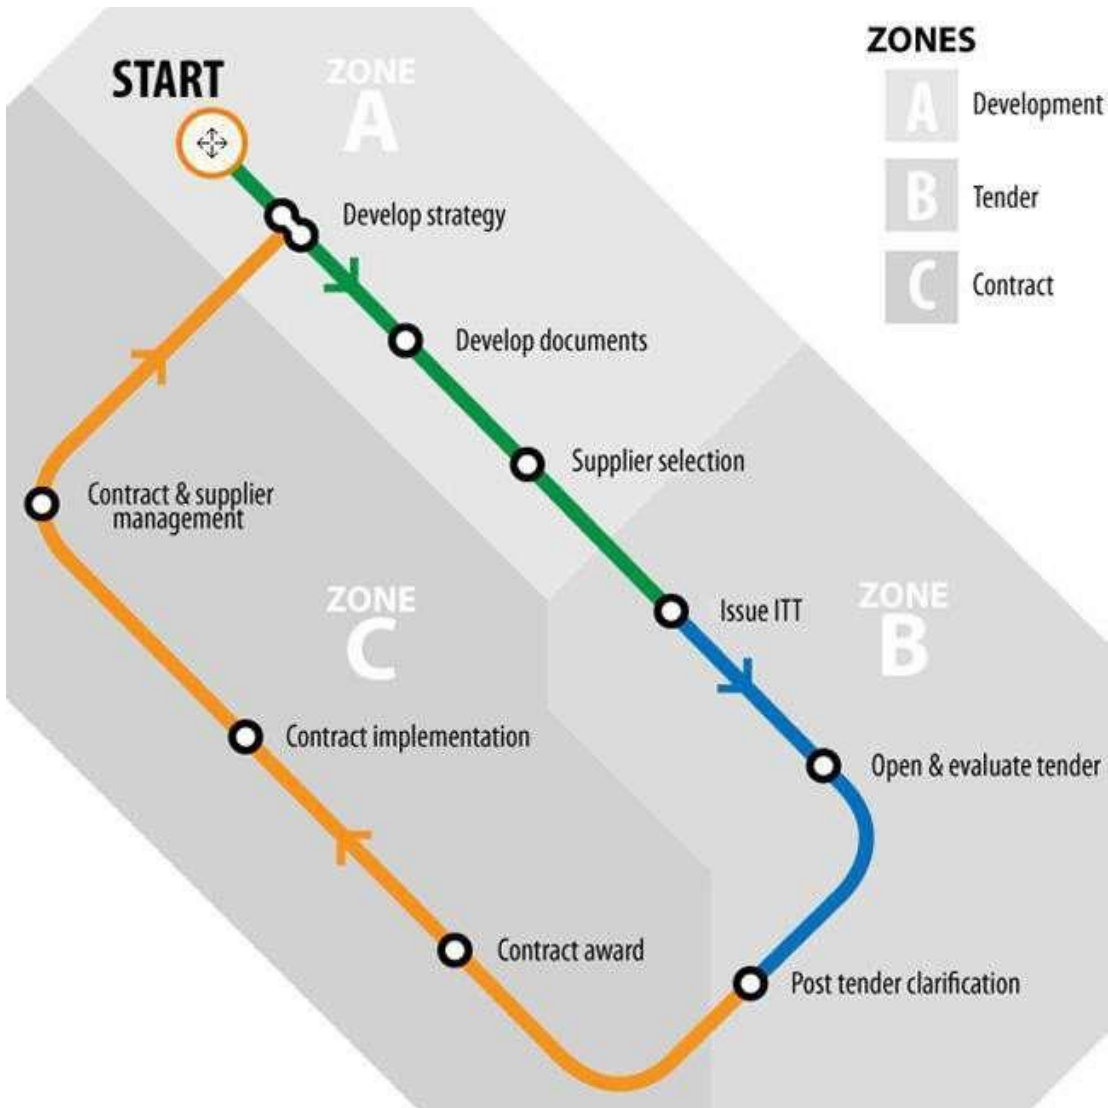 START
ZONE
A
ZONES
A Development
B Tender
C Contract
Develop strategy
Develop documents
Supplier selection
Issue ITT
ZONE
B
Open & evaluate tender
Post tender clarification
Contract award
Contract implementation
ZONE
C
Contract & supplier
management